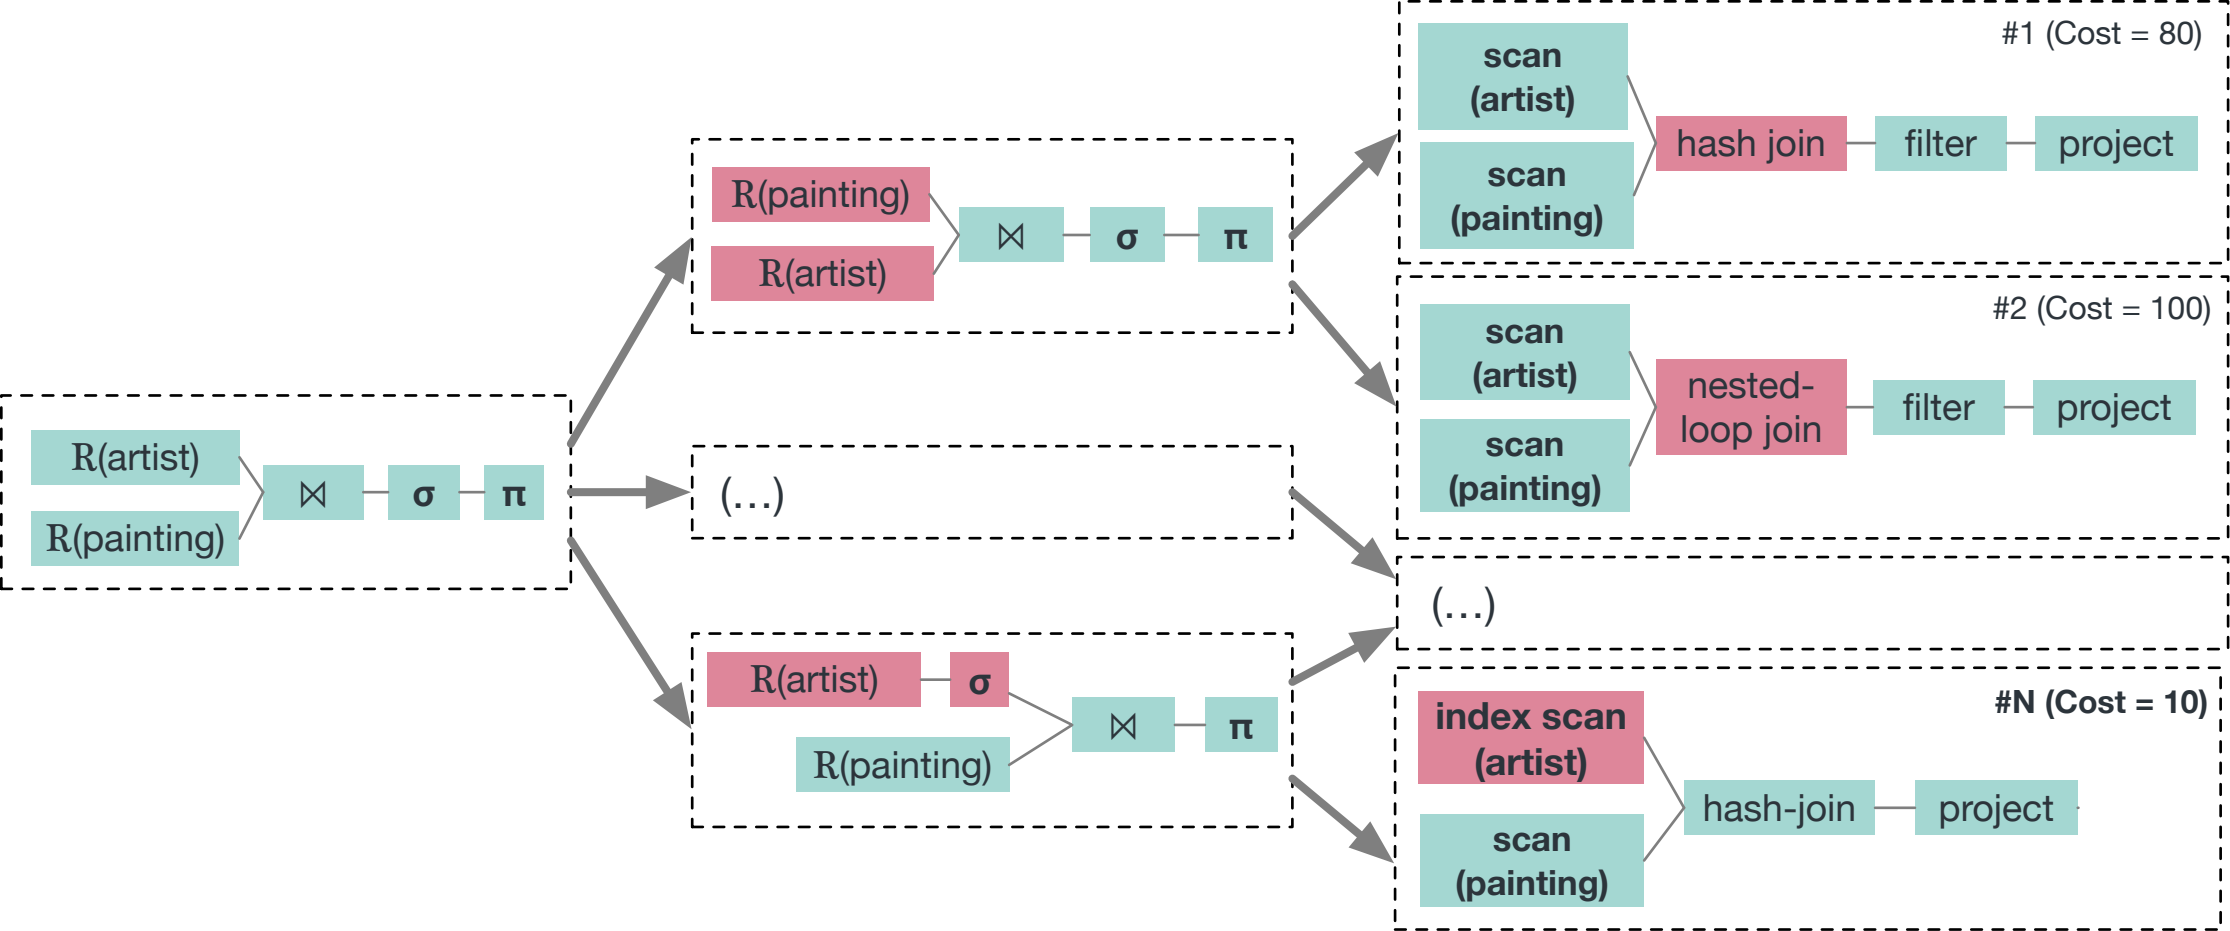 R(artist)
R(painting)
⋈
σ
π
R(painting)
R(artist)
⋈
σ
π
(...)
R(artist)
σ
R(painting)
⋈
π
#1 (Cost = 80)
scan
(artist)
scan
(painting)
hash join
filter
project
#2 (Cost = 100)
scan
(artist)
scan
(painting)
nested-
loop join
filter
project
(...)
#N (Cost = 10)
index scan
(artist)
scan
(painting)
hash-join
project